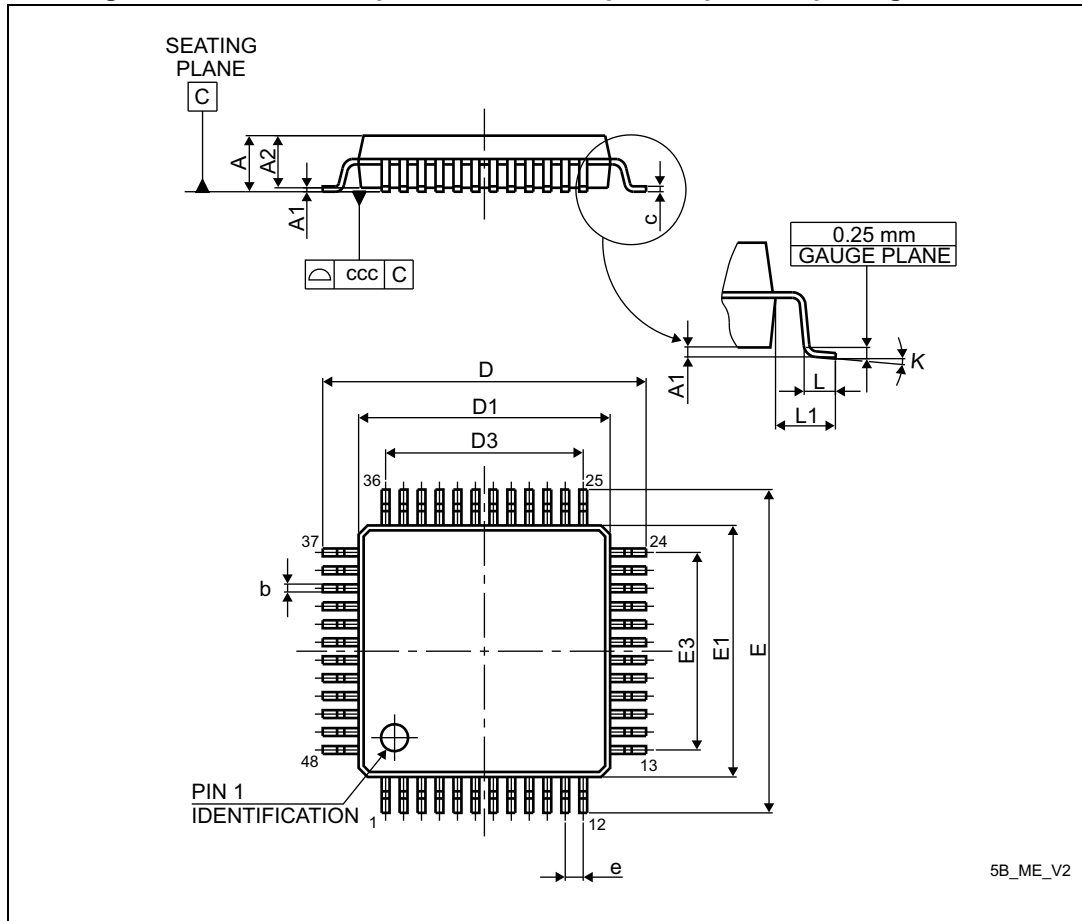 SEATING
PLANE
C
A
A2
A1
c
ccc C
0.25 mm
GAUGE PLANE
A1
K
L
L1
D
D1
D3
36
25
37
24
b
E3
E1
E
48
13
PIN 1
IDENTIFICATION
1
12
e
5B_ME_V2